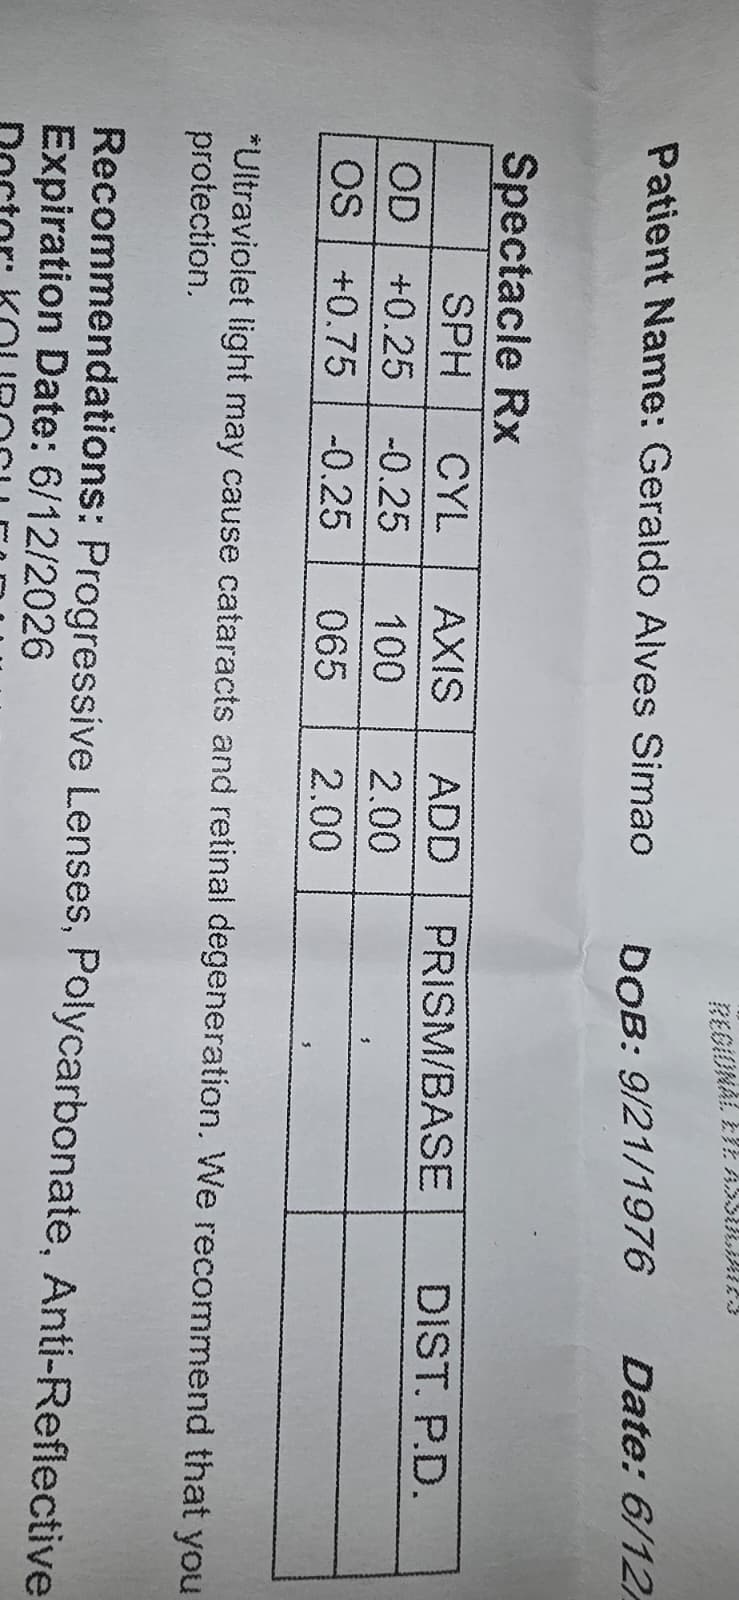 REGIONAL EYE ASSOCIATES
Patient Name: Geraldo Alves Simao DOB: 9/21/1976 Date: 6/12/
Spectacle Rx
SPH CYL AXIS ADD PRISM/BASE DIST. P.D.
OD +0.25 -0.25 100 2.00 ,
OS +0.75 -0.25 065 2.00 ,
*Ultraviolet light may cause cataracts and retinal degeneration. We recommend that you
protection.
Recommendations: Progressive Lenses, Polycarbonate, Anti-Reflective
Expiration Date: 6/12/2026
Doctor: